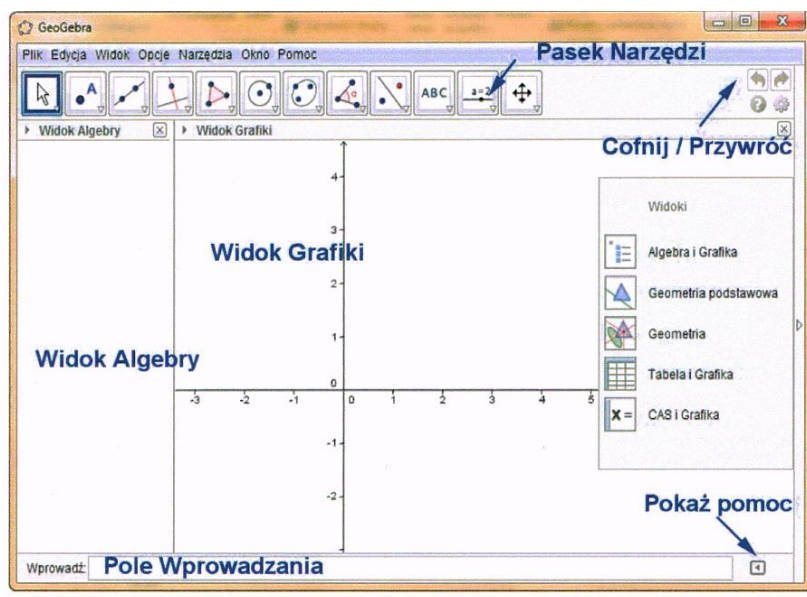 GeoGebra
Plik Edycja Widok Opcje Narzędzia Okno Pomoc
Pasek Narzędzi
A
α
ABC
a=2
Widok Algebry
Widok Grafiki
Cofnij / Przywróć
Widoki
Algebra i Grafika
Geometria podstawowa
Geometria
Tabela i Grafika
x =
CAS i Grafika
Widok Grafiki
Widok Algebry
4
3
2
1
0
-3 -2 -1 0 1 2 3 4 5
-1
-2
Pokaż pomoc
Wprowadź:
Pole Wprowadzania